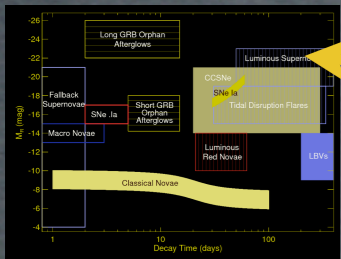 -26
-24
-22
-20
-18
-16
-14
-12
-10
-8
-6
-4
M_R (mag)
Long GRB Orphan
Afterglows
Luminous Superno
Fallback
Supernovae
CCSNe
SNe Ia
SNe .Ia
Short GRB
Orphan
Afterglows
Tidal Disruption Flares
Macro Novae
Luminous
Red Novae
LBVs
Classical Novae
1
10
100
Decay Time (days)